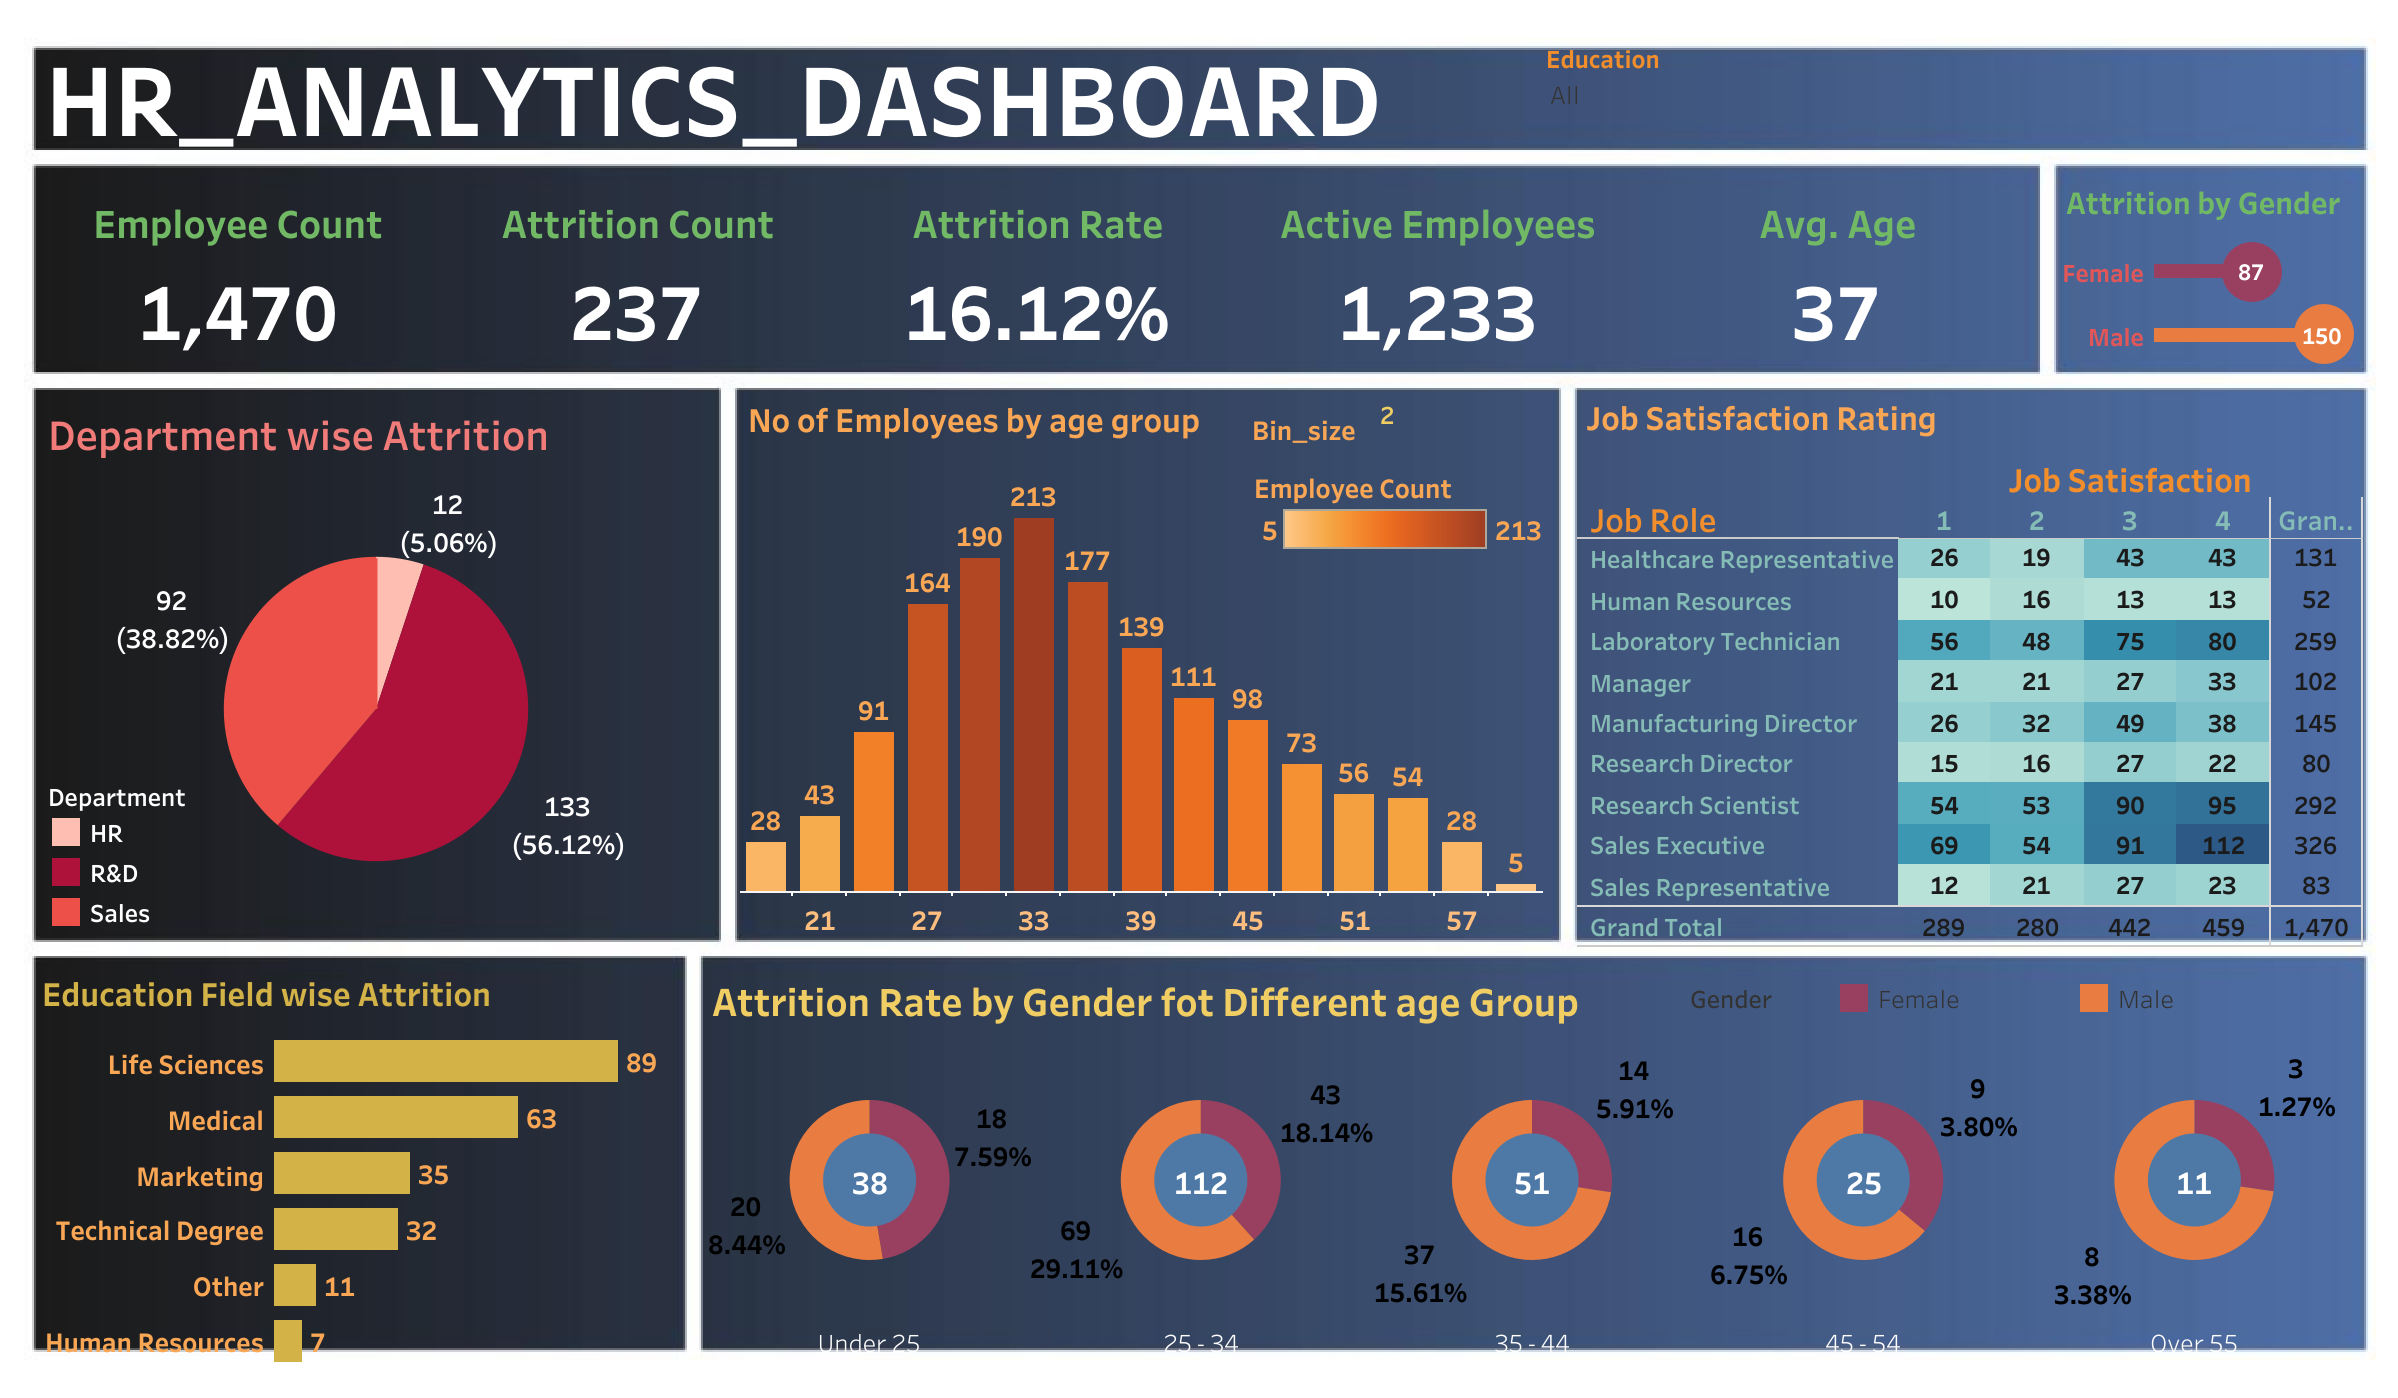 HR_ANALYTICS_DASHBOARD
Education
All
Employee Count
Attrition Count
Attrition Rate
Active Employees
Avg. Age
1,470
237
16.12%
1,233
37
Attrition by Gender
Female 87
Male 150
Department wise Attrition
12
(5.06%)
92
(38.82%)
133
(56.12%)
Department
HR
R&D
Sales
No of Employees by age group
Bin_size 2
Employee Count
5 213
28 43 91 164 190 213 177 139 111 98 73 56 54 28 5
21 27 33 39 45 51 57
Job Satisfaction Rating
Job Satisfaction
Job Role 1 2 3 4 Gran..
Healthcare Representative 26 19 43 43 131
Human Resources 10 16 13 13 52
Laboratory Technician 56 48 75 80 259
Manager 21 21 27 33 102
Manufacturing Director 26 32 49 38 145
Research Director 15 16 27 22 80
Research Scientist 54 53 90 95 292
Sales Executive 69 54 91 112 326
Sales Representative 12 21 27 23 83
Grand Total 289 280 442 459 1,470
Education Field wise Attrition
Life Sciences 89
Medical 63
Marketing 35
Technical Degree 32
Other 11
Human Resources 7
Attrition Rate by Gender fot Different age Group
Gender Female Male
18
7.59%
38
20
8.44%
Under 25
43
18.14%
112
69
29.11%
25 - 34
14
5.91%
51
37
15.61%
35 - 44
9
3.80%
25
16
6.75%
45 - 54
3
1.27%
11
8
3.38%
Over 55